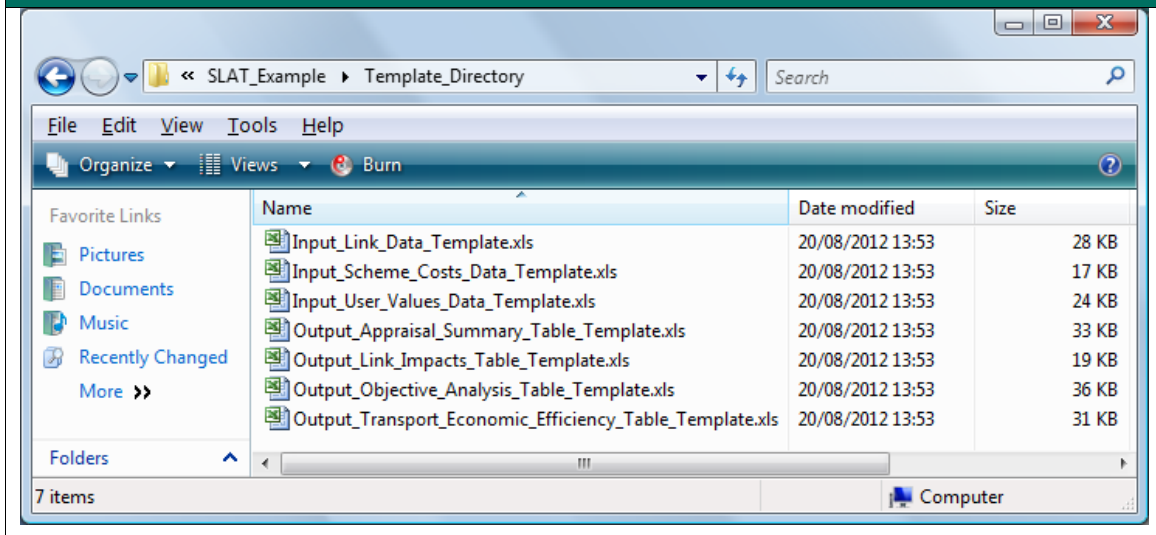 « SLAT_Example ▸ Template_Directory Search
File Edit View Tools Help
Organize Views Burn
Favorite Links
Pictures
Documents
Music
Recently Changed
More »
Folders
Name Date modified Size
Input_Link_Data_Template.xls 20/08/2012 13:53 28 KB
Input_Scheme_Costs_Data_Template.xls 20/08/2012 13:53 17 KB
Input_User_Values_Data_Template.xls 20/08/2012 13:53 24 KB
Output_Appraisal_Summary_Table_Template.xls 20/08/2012 13:53 33 KB
Output_Link_Impacts_Table_Template.xls 20/08/2012 13:53 19 KB
Output_Objective_Analysis_Table_Template.xls 20/08/2012 13:53 36 KB
Output_Transport_Economic_Efficiency_Table_Template.xls 20/08/2012 13:53 31 KB
7 items Computer